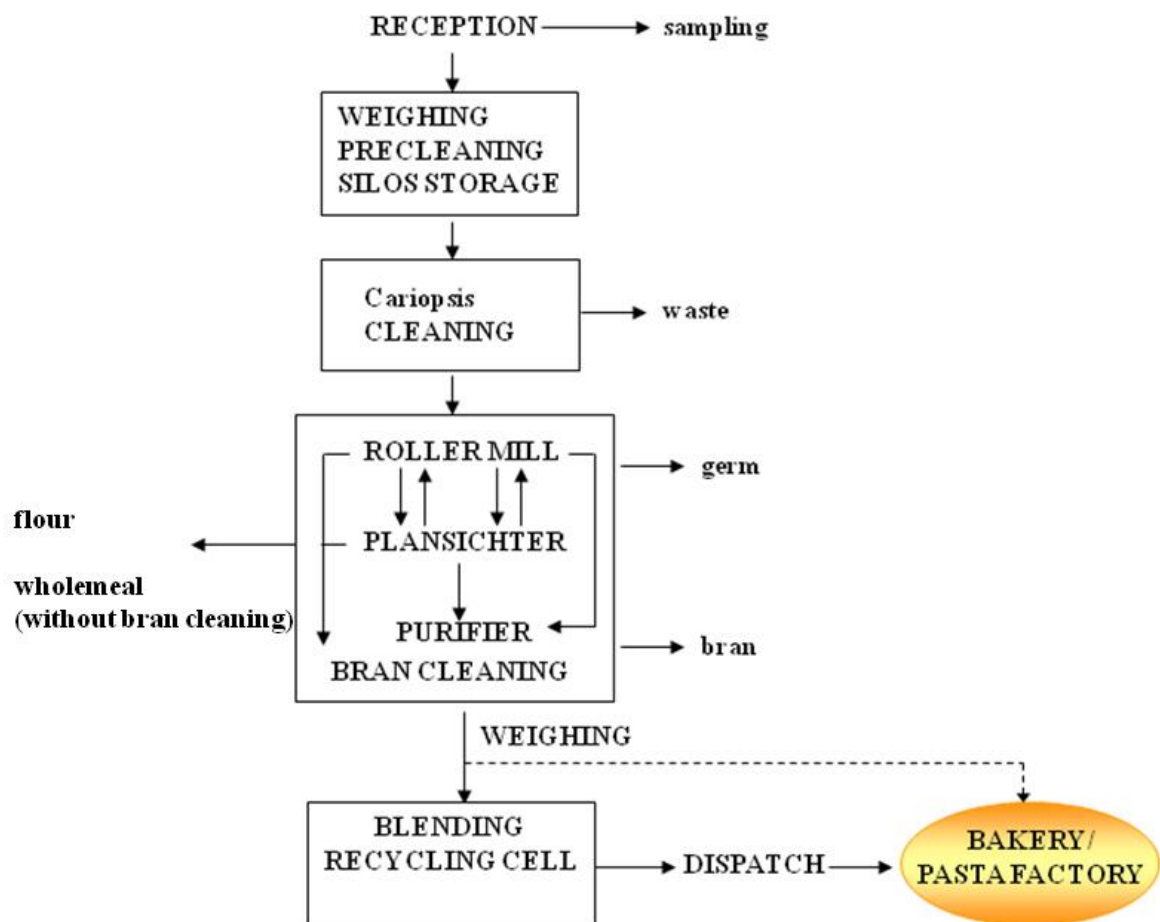 RECEPTION
sampling
WEIGHING
PRECLEANING
SILOS STORAGE
Cariopsis
CLEANING
waste
ROLLER MILL
germ
flour
PLANSICHTER
wholemeal
(without bran cleaning)
PURIFIER
bran
BRAN CLEANING
WEIGHING
BLENDING
RECYCLING CELL
DISPATCH
BAKERY/
PASTA FACTORY